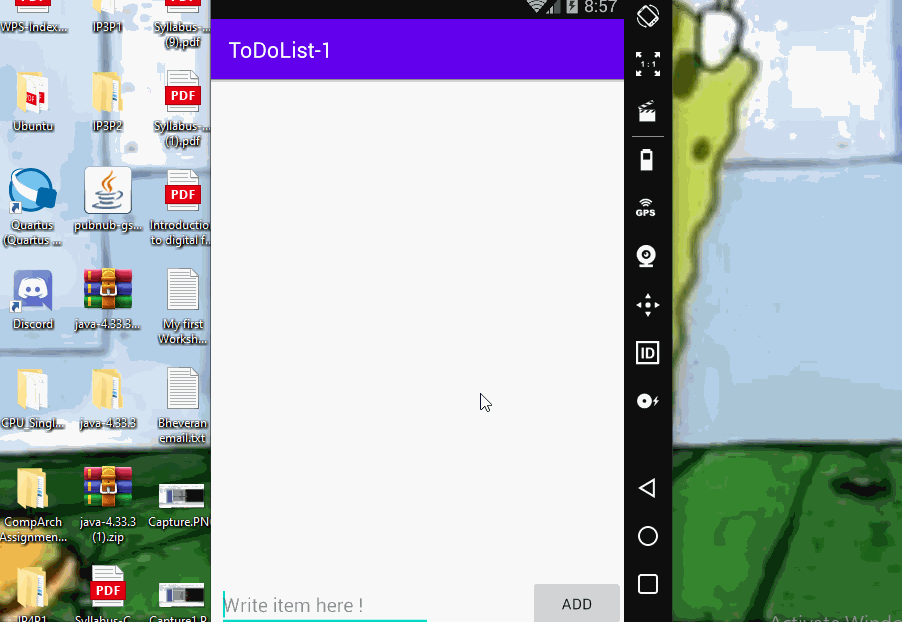 8:57
ToDoList-1
Write item here !
ADD
1:1
GPS
ID
WPS-Index...
IP3P1
Syllabus-...
(9).pdf
PDF
Ubuntu
IP3P2
Syllabus-...
(1).pdf
PDF
Quartus
(Quartus ...
pubnub-gs...
Introductio
to digital f...
Discord
java-4.33.3...
My first
Worksh...
CPU_Singl...
java-4.33.3
Bheveran
email.txt
CompArch
Assignmen...
java-4.33.3
(1).zip
Capture.PN
PDF
IP4P1
Syllabus-C...
Capture1.P
Activate Windo